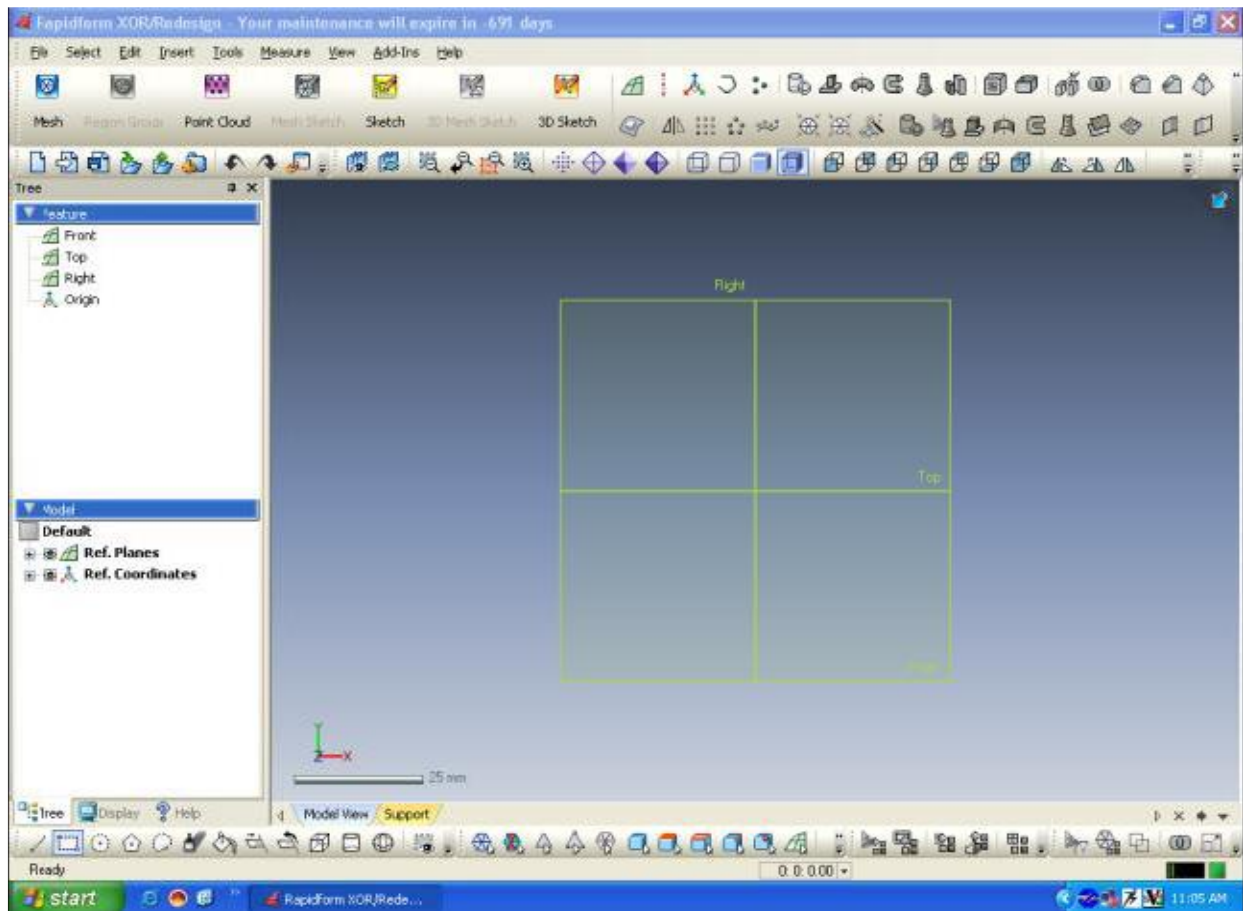 Rapidform XOR/Redesign - Your maintenance will expire in -691 days
File Select Edit Insert Tools Measure View Add-Ins Help
Mesh Region Group Point Cloud Mesh Sketch Sketch 3D Mesh Sketch 3D Sketch
Tree
Feature
Front
Top
Right
Origin
Right
Top
Model
Default
Ref. Planes
Ref. Coordinates
Y
Z X
25 mm
Tree Display Help
Model View Support
Ready
0: 0: 0.00
start
RapidForm XOR/Rede...
11:05 AM